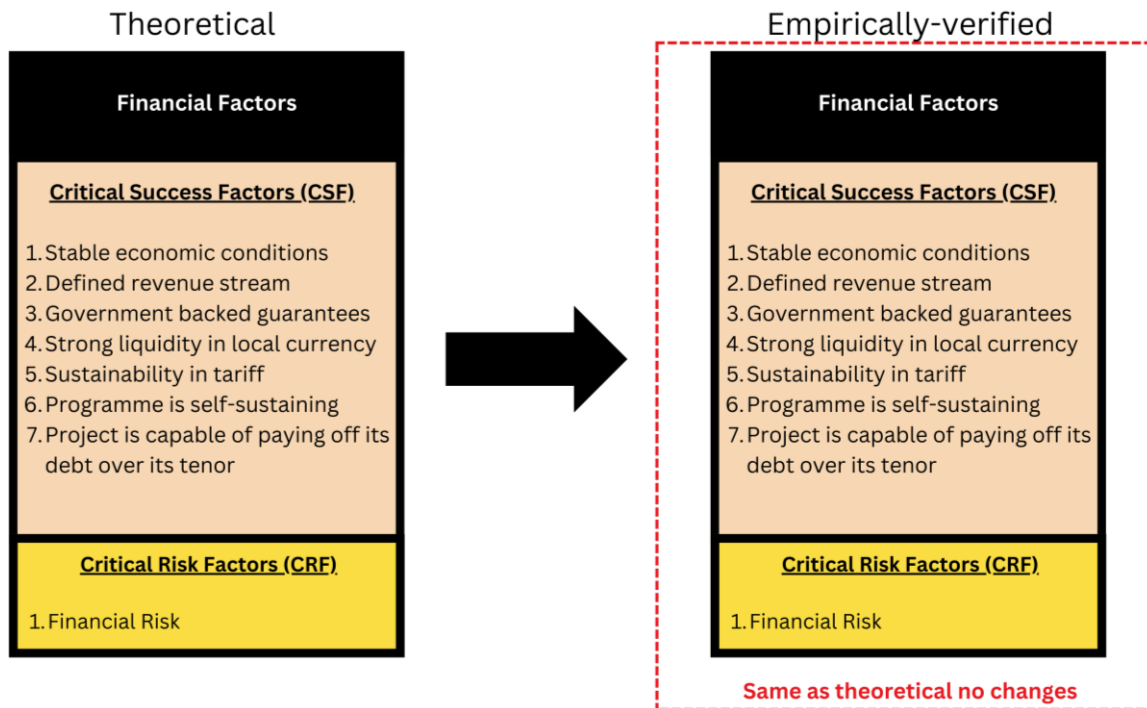 Theoretical
Financial Factors
Critical Success Factors (CSF)
1. Stable economic conditions
2. Defined revenue stream
3. Government backed guarantees
4. Strong liquidity in local currency
5. Sustainability in tariff
6. Programme is self-sustaining
7. Project is capable of paying off its
debt over its tenor
Critical Risk Factors (CRF)
1. Financial Risk
Empirically-verified
Financial Factors
Critical Success Factors (CSF)
1. Stable economic conditions
2. Defined revenue stream
3. Government backed guarantees
4. Strong liquidity in local currency
5. Sustainability in tariff
6. Programme is self-sustaining
7. Project is capable of paying off its
debt over its tenor
Critical Risk Factors (CRF)
1. Financial Risk
Same as theoretical no changes